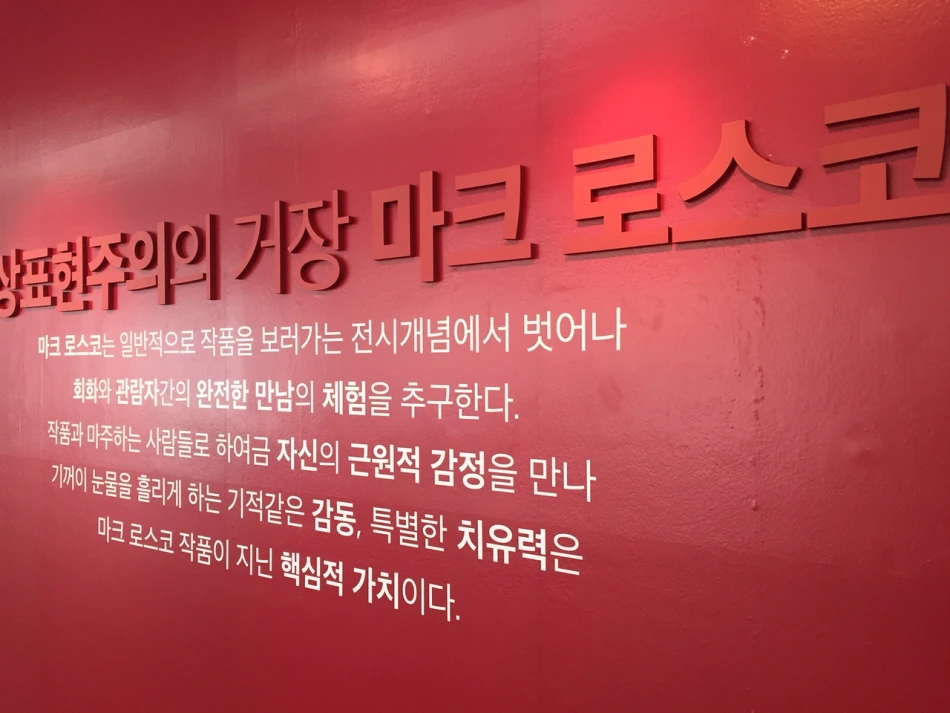 상표현주의의 거장 마크 로스코
마크 로스코는 일반적으로 작품을 보러가는 전시개념에서 벗어나
회화와 관람자간의 완전한 만남의 체험을 추구한다.
작품과 마주하는 사람들로 하여금 자신의 근원적 감정을 만나
기꺼이 눈물을 흘리게 하는 기적같은 감동, 특별한 치유력은
마크 로스코 작품이 지닌 핵심적 가치이다.